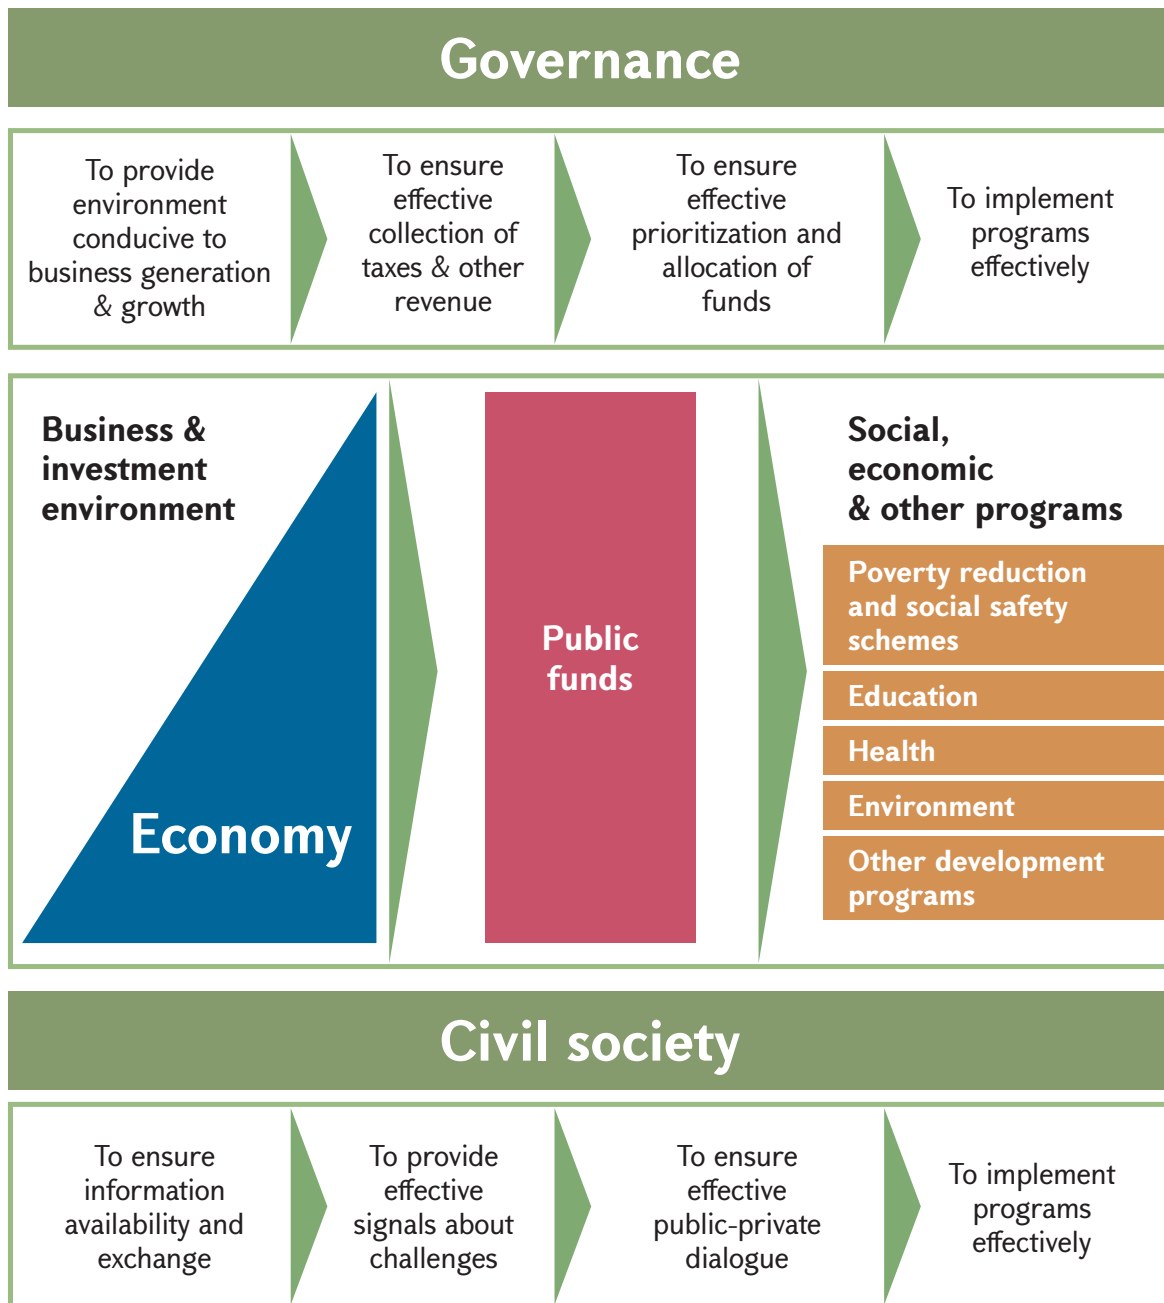 Governance
To provide
environment
conducive to
business generation
& growth
To ensure
effective
collection of
taxes & other
revenue
To ensure
effective
prioritization and
allocation of
funds
To implement
programs
effectively
Business &
investment
environment
Economy
Public
funds
Social,
economic
& other programs
Poverty reduction
and social safety
schemes
Education
Health
Environment
Other development
programs
Civil society
To ensure
information
availability and
exchange
To provide
effective
signals about
challenges
To ensure
effective
public-private
dialogue
To implement
programs
effectively